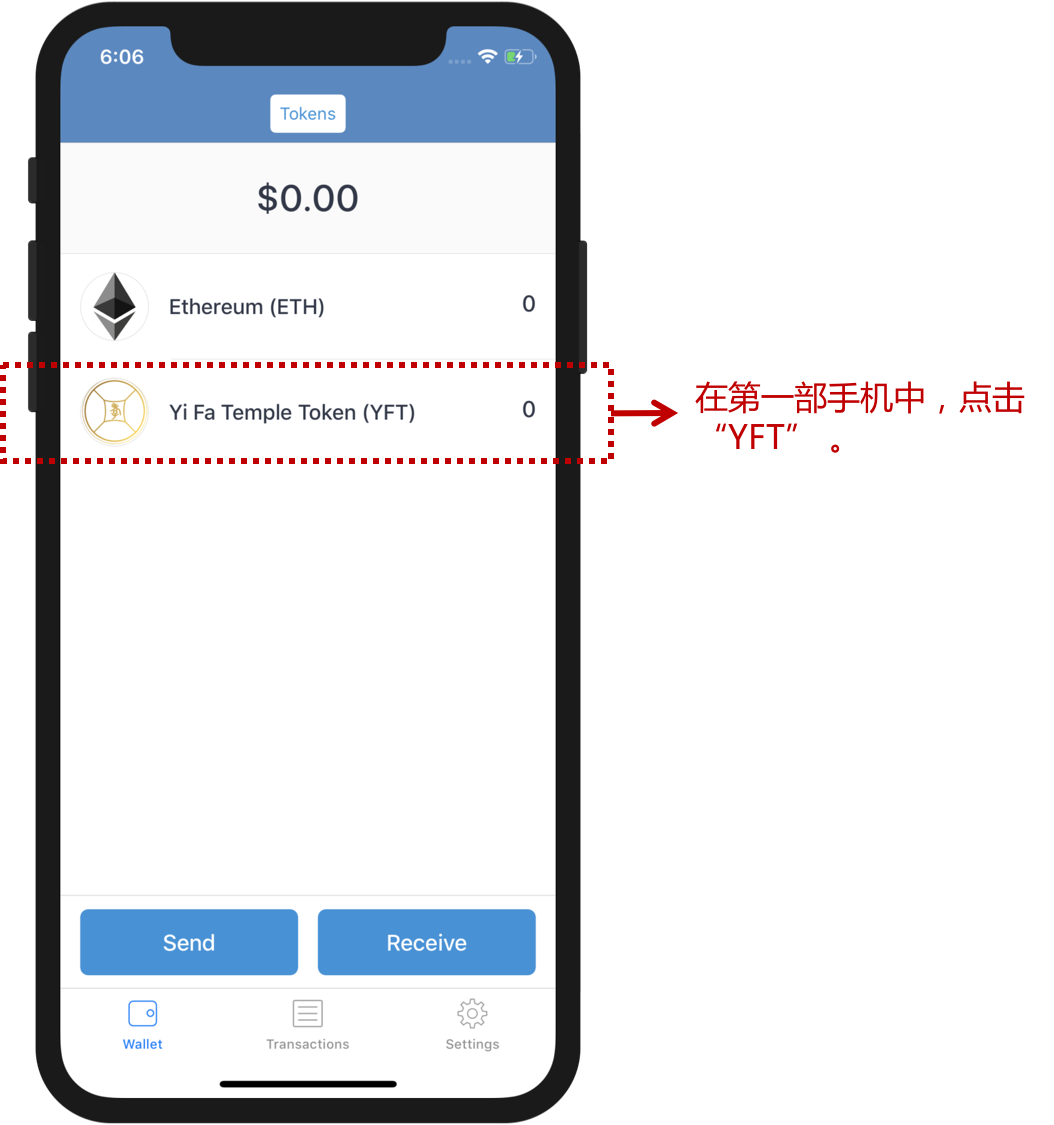 6:06
Tokens
$0.00
Ethereum (ETH) 0
Yi Fa Temple Token (YFT) 0
在第一部手机中，点击
“YFT” 。
Send Receive
Wallet Transactions Settings